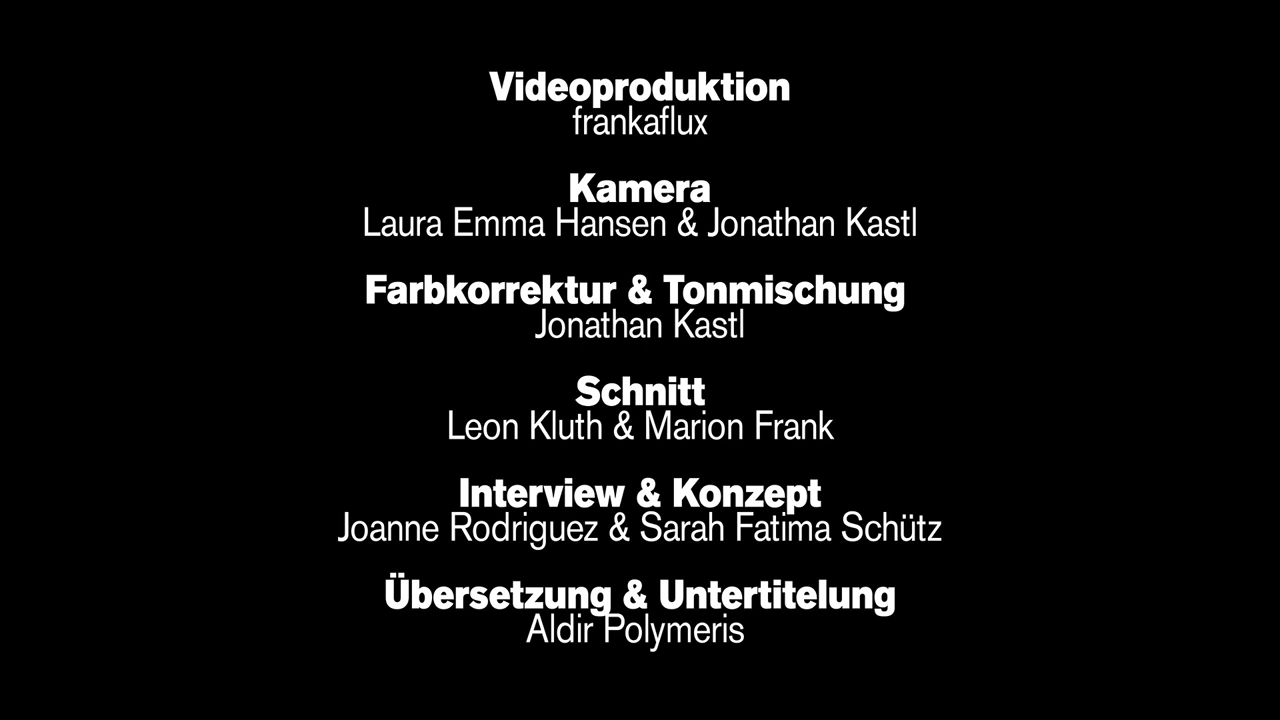 Videoproduktion
frankaflux
Kamera
Laura Emma Hansen & Jonathan Kastl
Farbkorrektur & Tonmischung
Jonathan Kastl
Schnitt
Leon Kluth & Marion Frank
Interview & Konzept
Joanne Rodriguez & Sarah Fatima Schütz
Übersetzung & Untertitelung
Aldir Polymeris